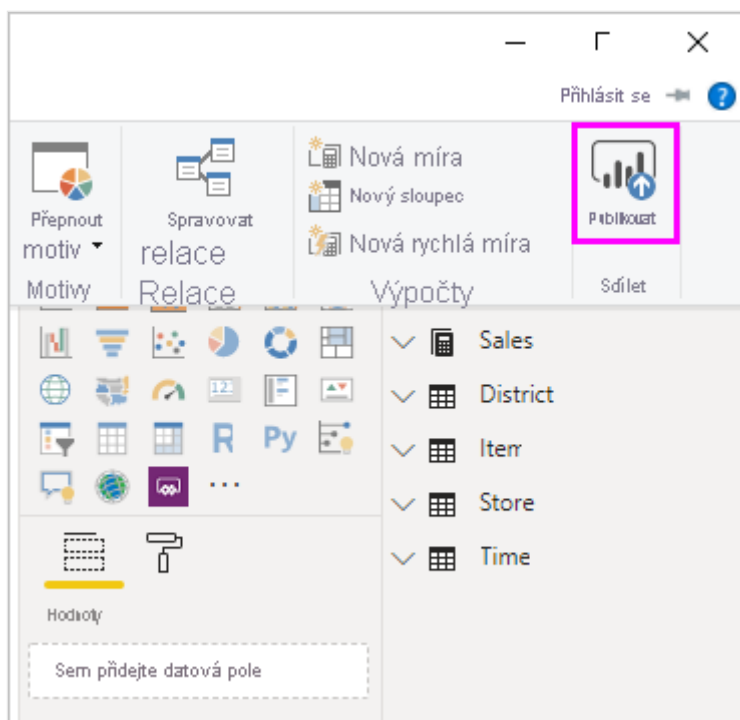 Přihlásit se
?
Přepnout
motiv
Motivy
Spravovat
relace
Relace
Nová míra
Nový sloupec
Nová rychlá míra
Výpočty
Publikovat
Sdílet
123
R
Py
...
Sales
District
Item
Store
Time
Hodnoty
Sem přidejte datová pole